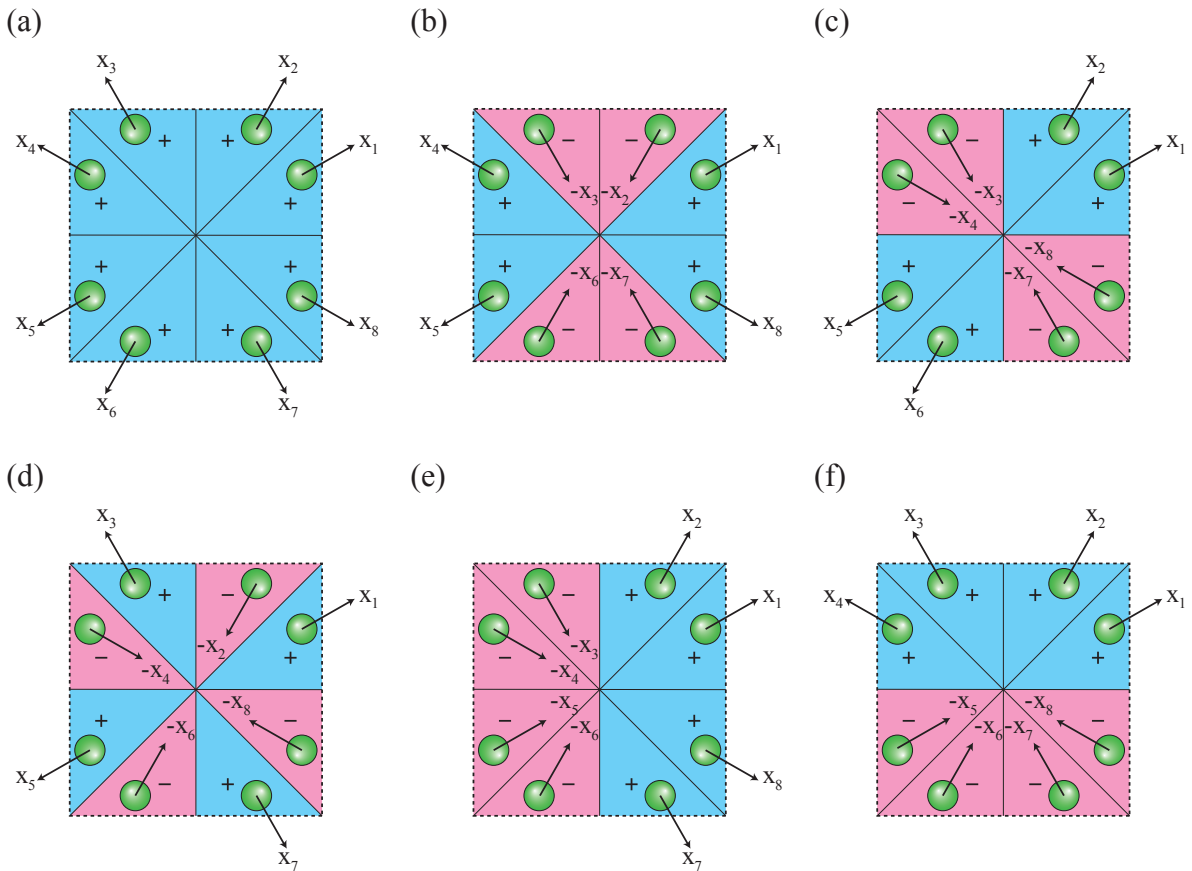 (a) (b) (c)
x₃ x₂ x₂
x₄ + + x₁ x₄ − − x₁ − + x₁
-x₃ -x₂ -x₃
+ + + + − -x₄ +
+ + + -x₆ -x₇ + + -x₈ −
-x₇
x₅ + + x₈ x₅ − − x₈ x₅ + −
x₆ x₇ x₆
(d) (e) (f)
x₃ x₂ x₃ x₂
+ − x₁ − + x₁ x₄ + + x₁
-x₂ -x₃
− -x₄ + − -x₄ + + +
+ -x₆ -x₈ − − -x₅ + − -x₅ -x₈ −
-x₆ -x₆ -x₇
x₅ − + − + x₈ − −
x₇ x₇